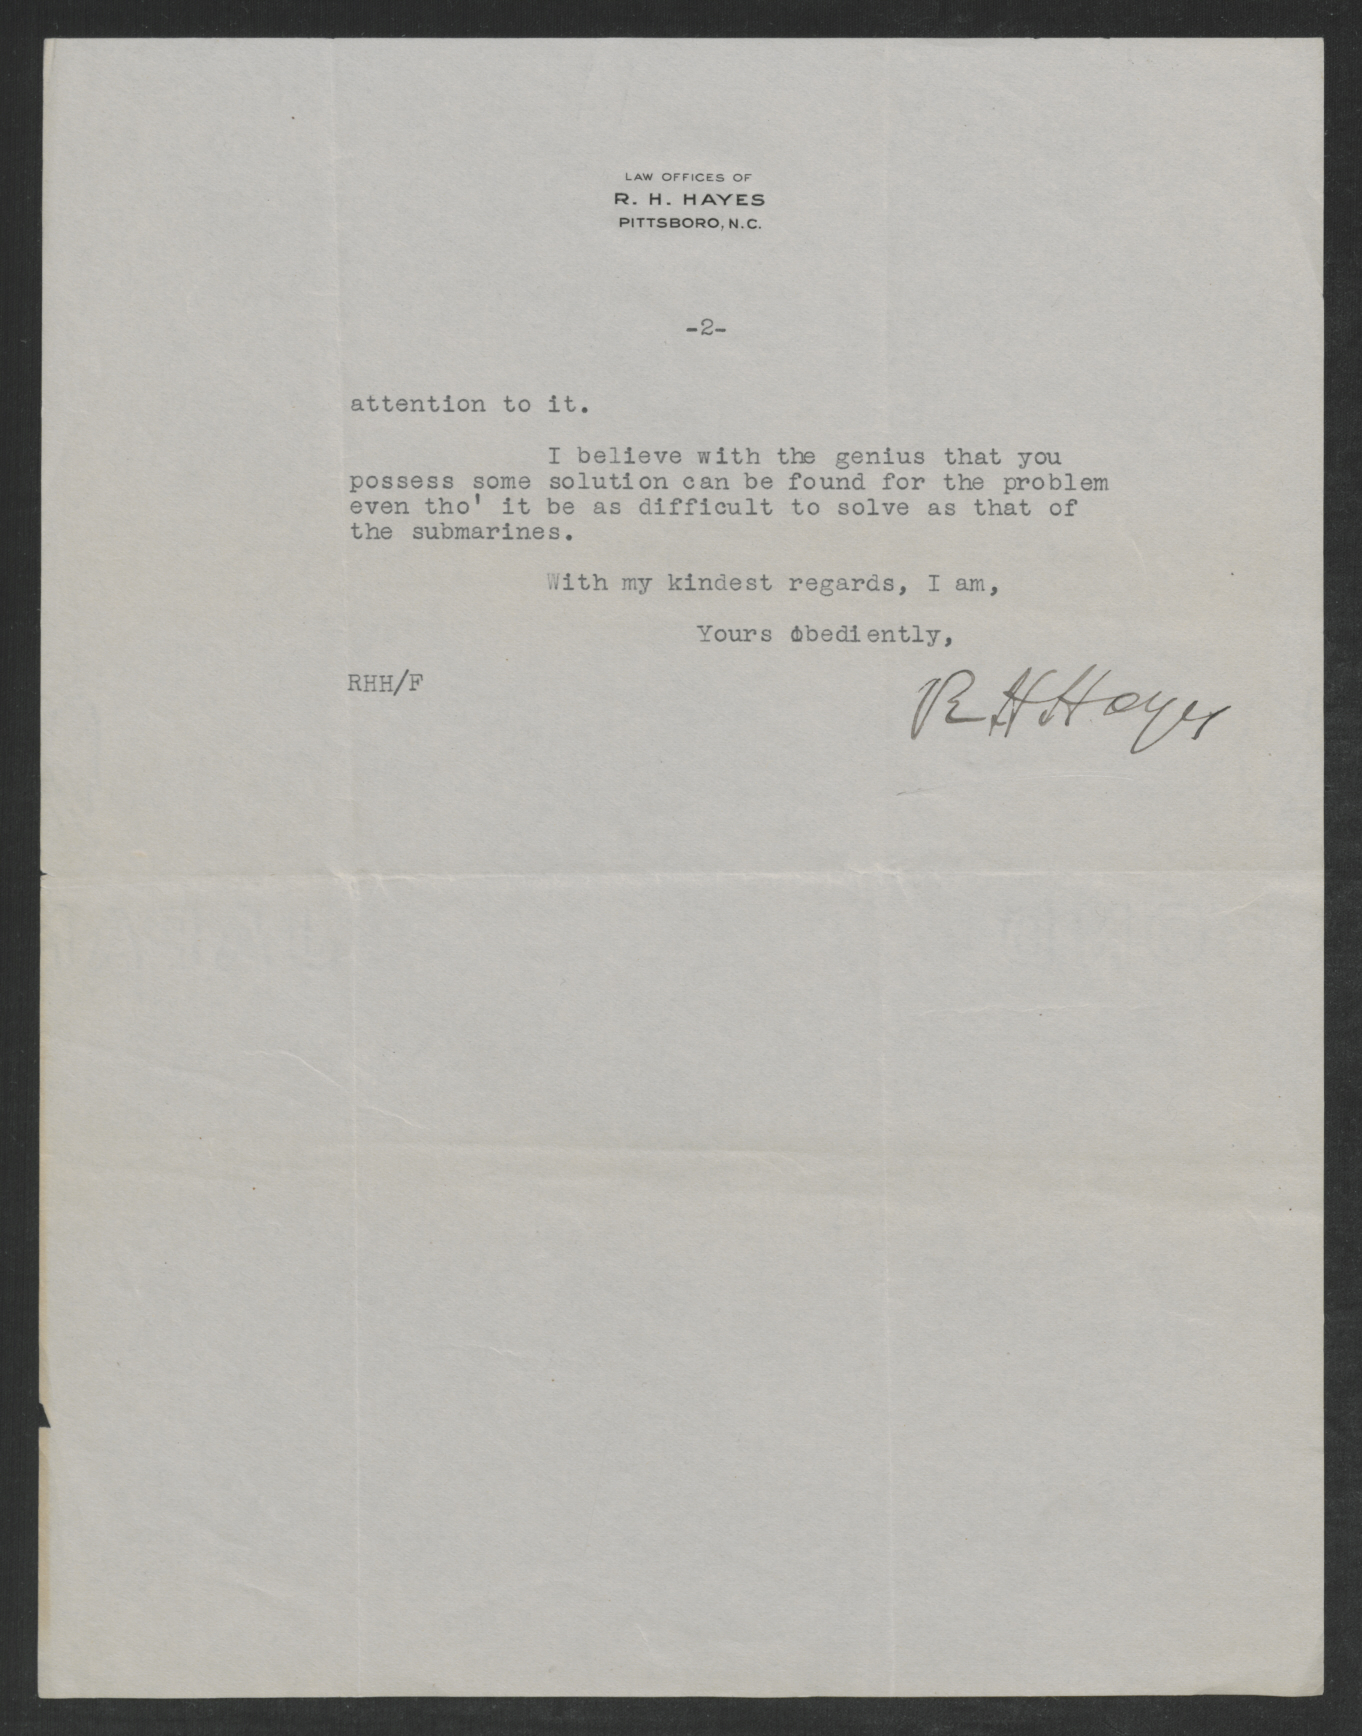 LAW OFFICES OF
R. H. HAYES
PITTSBORO, N.C.
-2-
attention to it.
I believe with the genius that you
possess some solution can be found for the problem
even tho' it be as difficult to solve as that of
the submarines.
With my kindest regards, I am,
Yours obediently,
RHH/F
R H Hayes